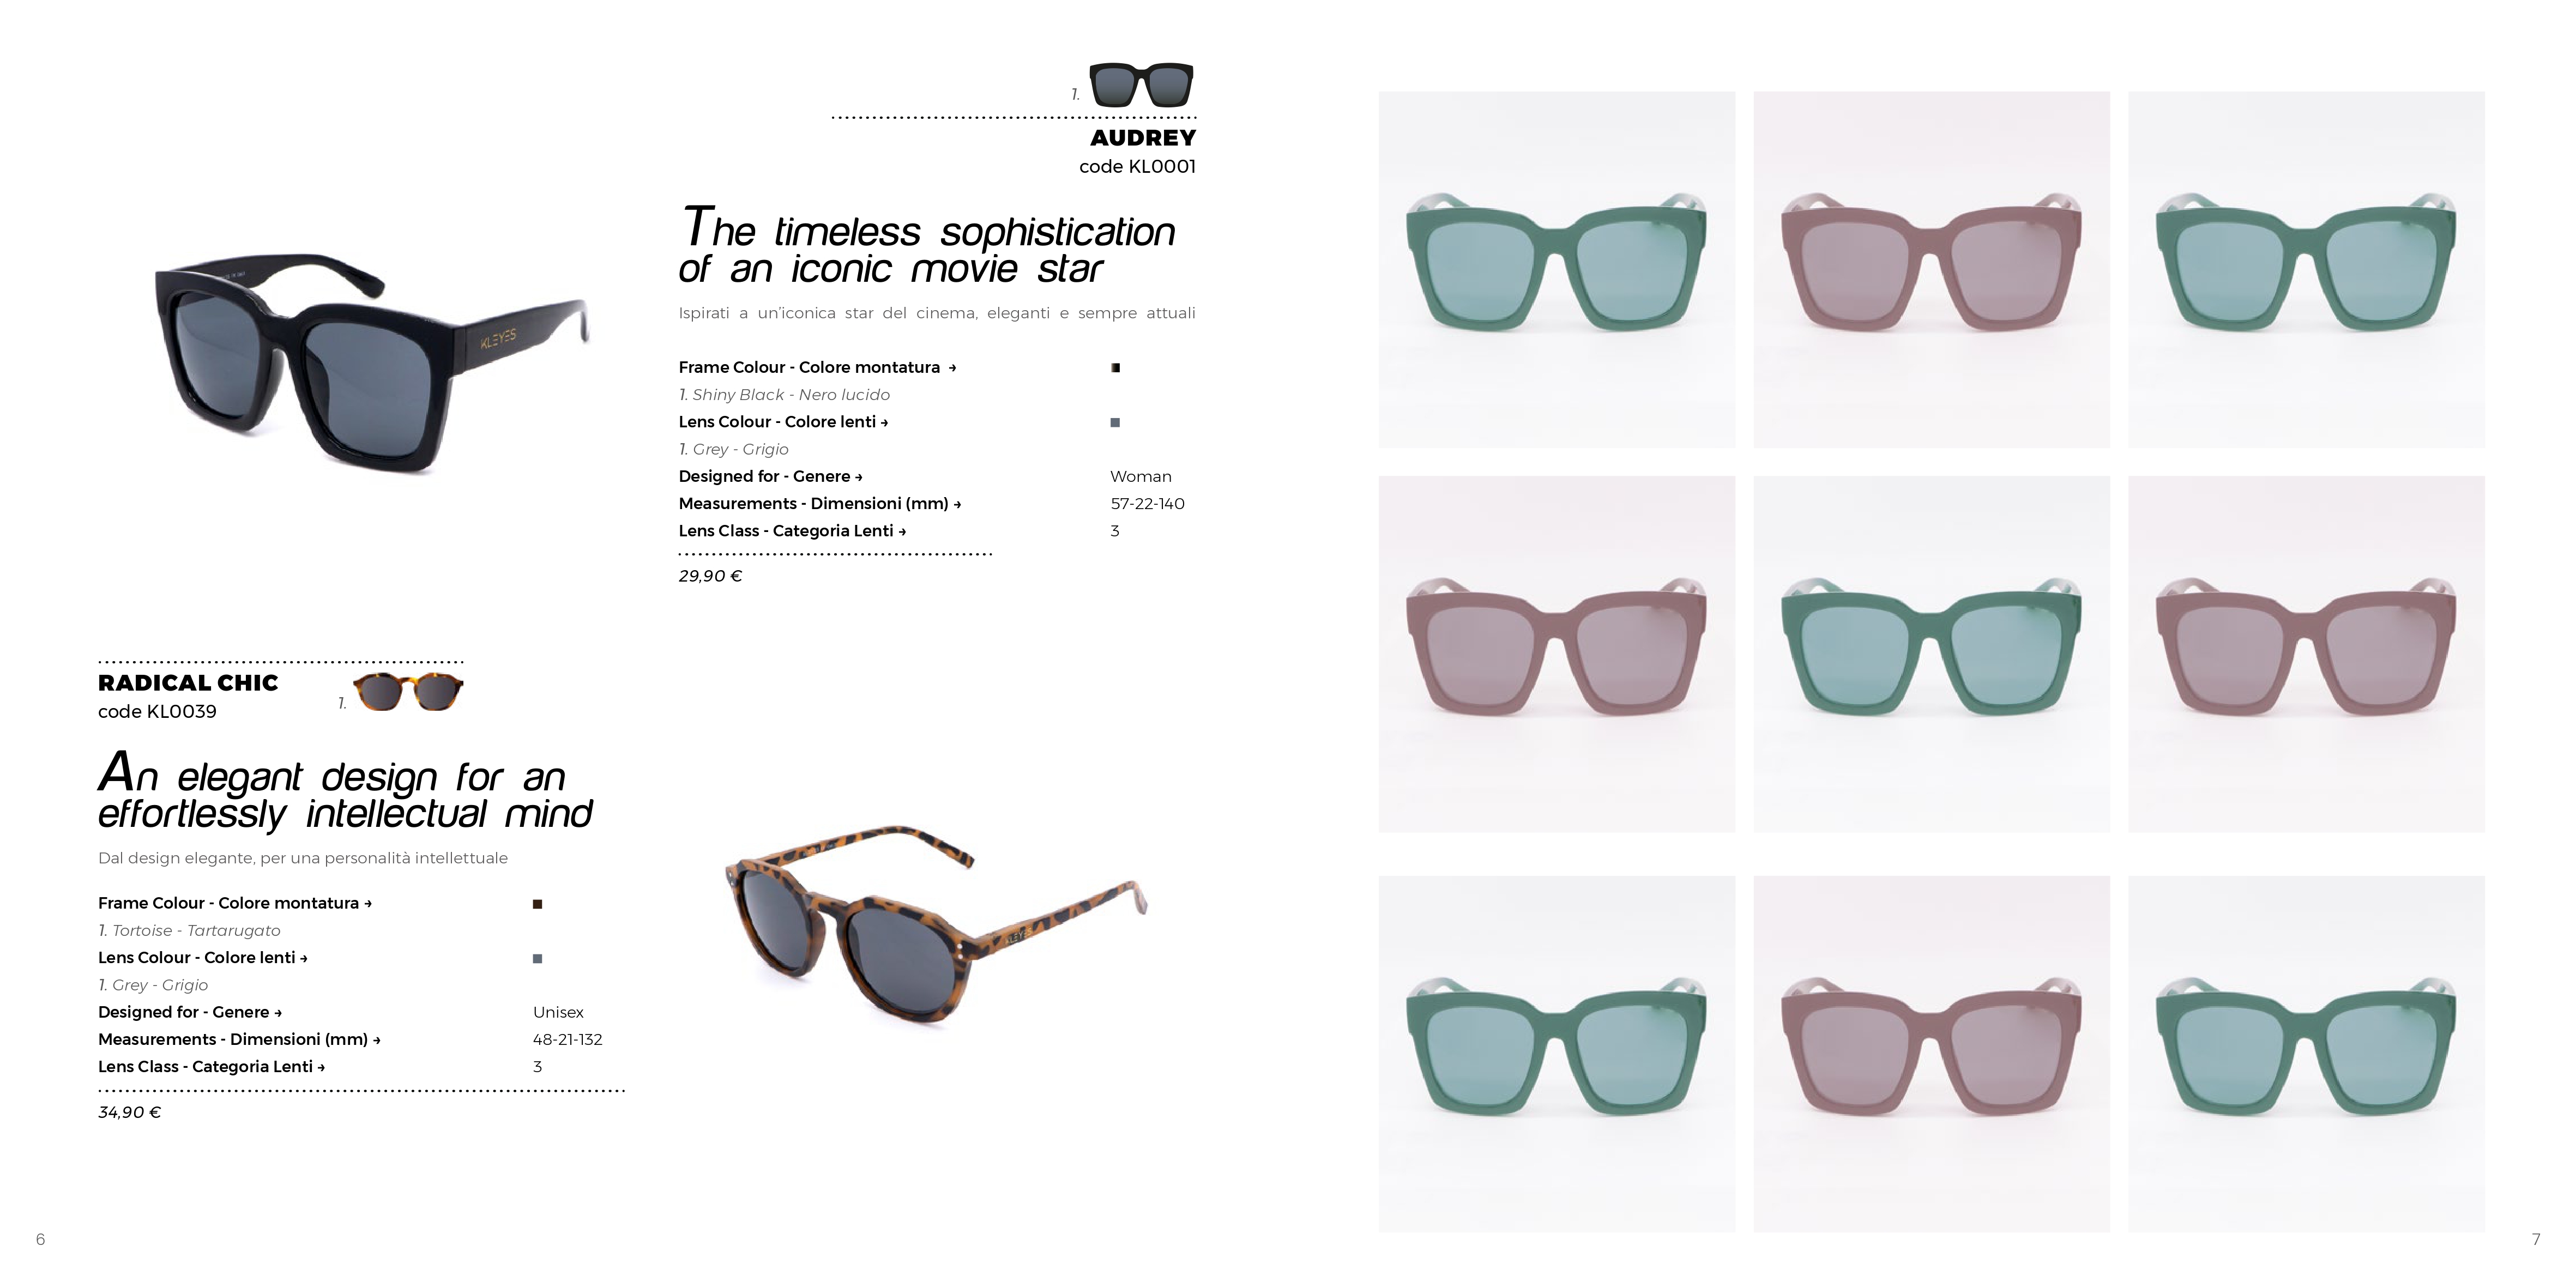 1.
AUDREY
code KL0001
The timeless sophistication
of an iconic movie star
Ispirati a un'iconica star del cinema, eleganti e sempre attuali
Frame Colour - Colore montatura →
1. Shiny Black - Nero lucido
Lens Colour - Colore lenti →
1. Grey - Grigio
Designed for - Genere → Woman
Measurements - Dimensioni (mm) → 57-22-140
Lens Class - Categoria Lenti → 3
29,90 €
KLEYES
RADICAL CHIC
1.
code KL0039
An elegant design for an
effortlessly intellectual mind
Dal design elegante, per una personalità intellettuale
Frame Colour - Colore montatura →
1. Tortoise - Tartarugato
Lens Colour - Colore lenti →
1. Grey - Grigio
Designed for - Genere → Unisex
Measurements - Dimensioni (mm) → 48-21-132
Lens Class - Categoria Lenti → 3
34,90 €
KLEYES
6
7